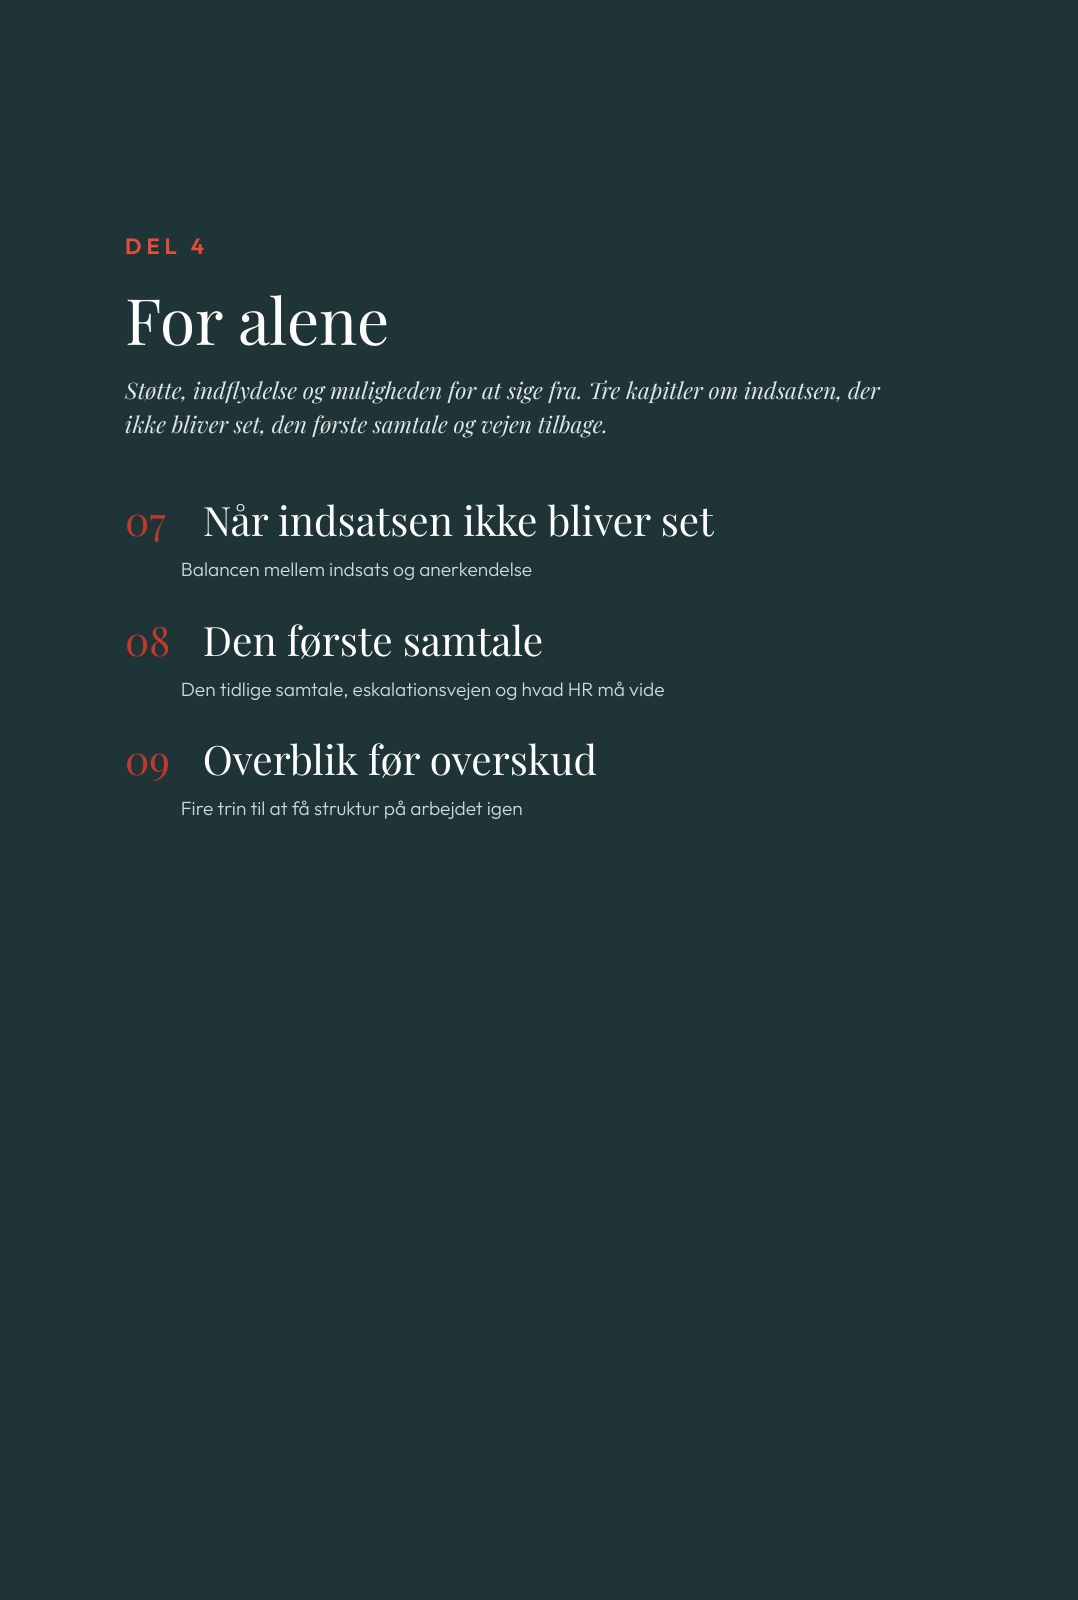 DEL 4
For alene
Støtte, indflydelse og muligheden for at sige fra. Tre kapitler om indsatsen, der
ikke bliver set, den første samtale og vejen tilbage.
07 Når indsatsen ikke bliver set
Balancen mellem indsats og anerkendelse
08 Den første samtale
Den tidlige samtale, eskalationsvejen og hvad HR må vide
09 Overblik før overskud
Fire trin til at få struktur på arbejdet igen